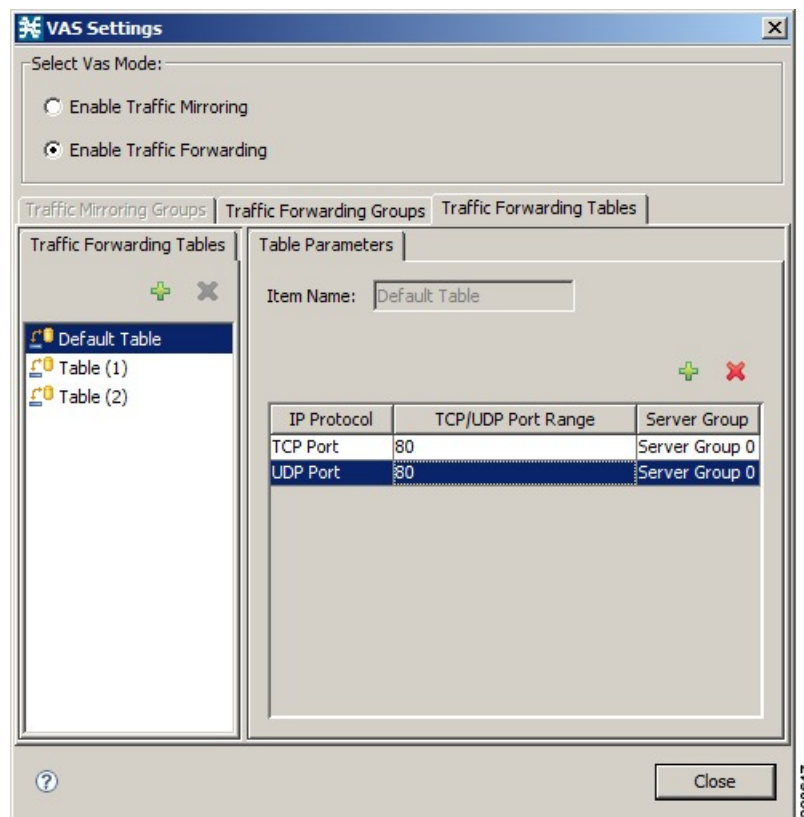 VAS Settings
Select Vas Mode:
Enable Traffic Mirroring
Enable Traffic Forwarding
Traffic Mirroring Groups Traffic Forwarding Groups Traffic Forwarding Tables
Traffic Forwarding Tables Table Parameters
Item Name: Default Table
Default Table
Table (1)
Table (2)
IP Protocol TCP/UDP Port Range Server Group
TCP Port 80 Server Group 0
UDP Port 80 Server Group 0
Close